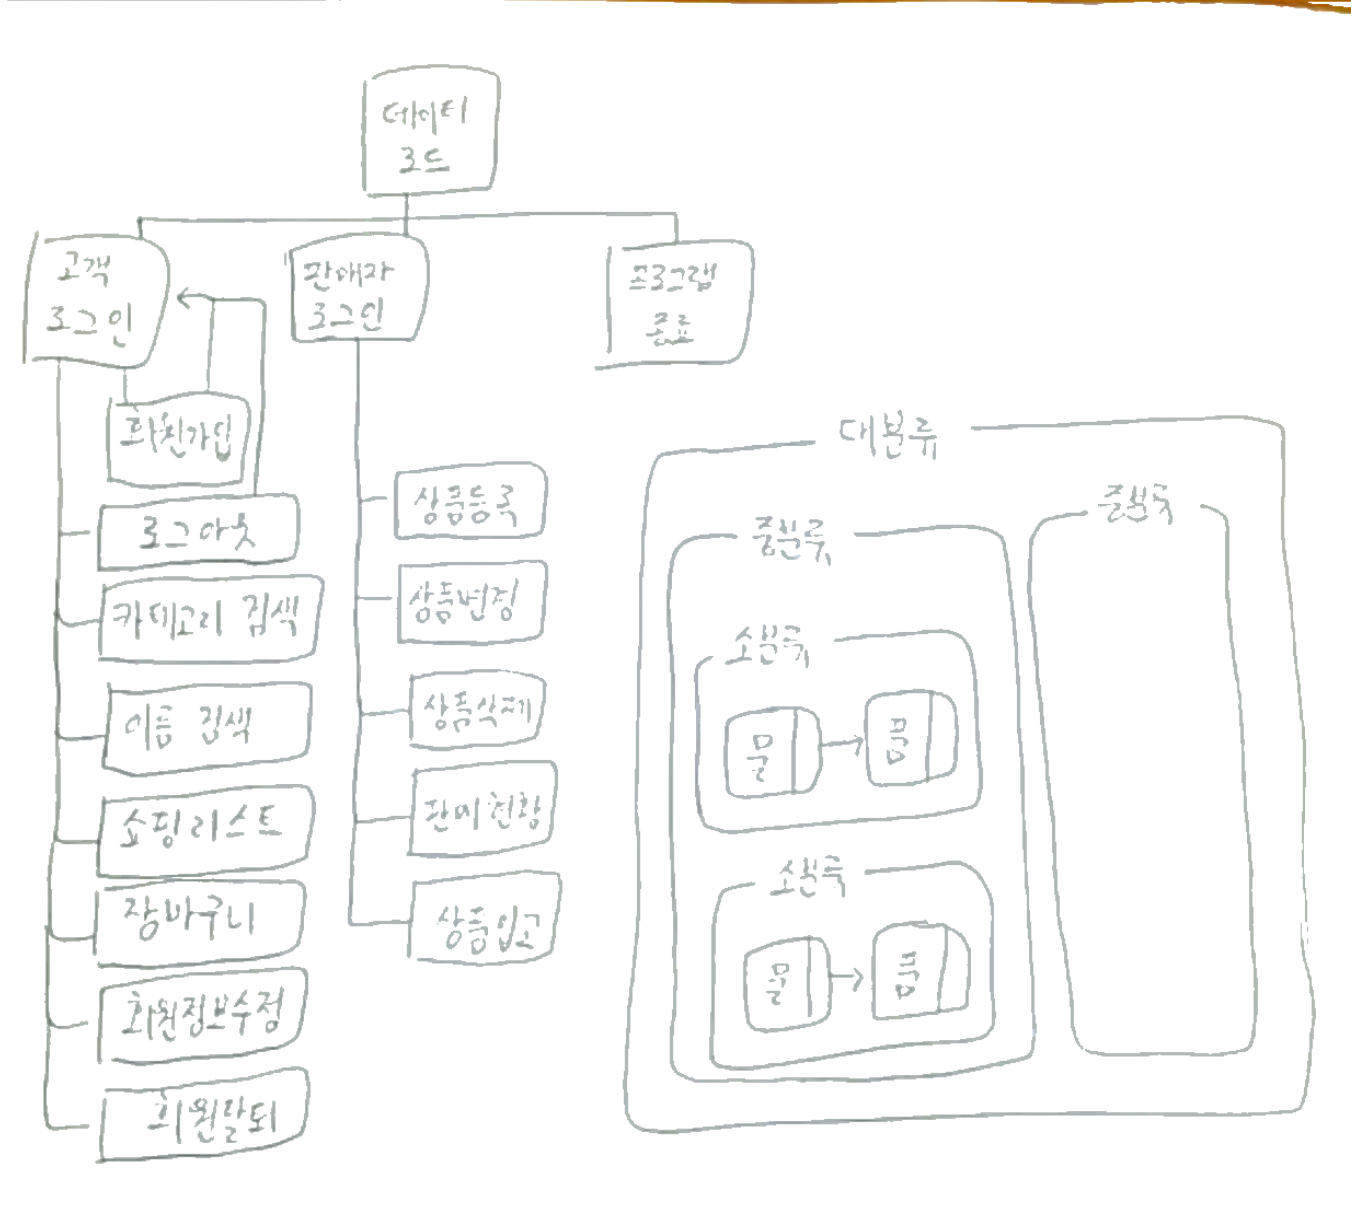 데이터
로드
고객
로그인
판매자
로그인
프로그램
종료
회원가입
로그아웃
카테고리 검색
이름 검색
쇼핑리스트
장바구니
회원정보수정
회원탈퇴
상품등록
상품변경
상품삭제
판매현황
상품입고
대분류
중분류
소분류
물
품
소분류
물
품
중분류